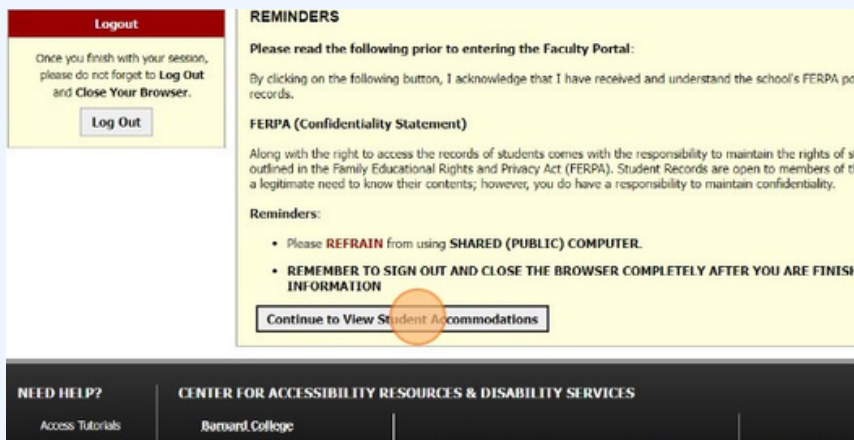 Logout
Once you finish with your session,
please do not forget to Log Out
and Close Your Browser.
Log Out
REMINDERS
Please read the following prior to entering the Faculty Portal:
By clicking on the following button, I acknowledge that I have received and understand the school's FERPA po
records.
FERPA (Confidentiality Statement)
Along with the right to access the records of students comes with the responsibility to maintain the rights of s
outlined in the Family Educational Rights and Privacy Act (FERPA). Student Records are open to members of t
a legitimate need to know their contents; however, you do have a responsibility to maintain confidentiality.
Reminders:
• Please REFRAIN from using SHARED (PUBLIC) COMPUTER.
• REMEMBER TO SIGN OUT AND CLOSE THE BROWSER COMPLETELY AFTER YOU ARE FINISH
INFORMATION
Continue to View Student Accommodations
NEED HELP?
Access Tutorials
CENTER FOR ACCESSIBILITY RESOURCES & DISABILITY SERVICES
Barnard College